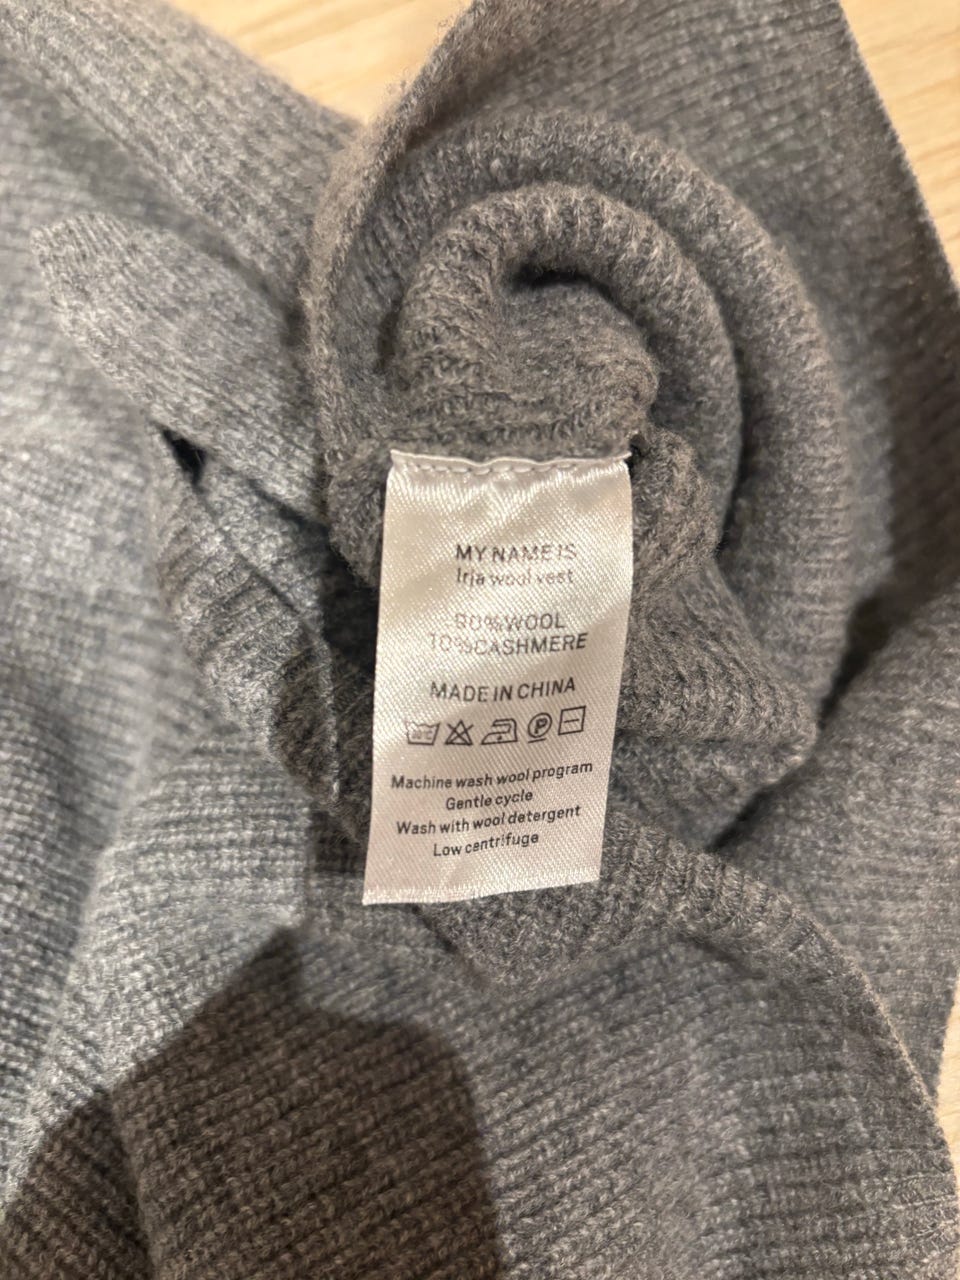 MY NAME IS
Irja wool vest
90%WOOL
10%CASHMERE
MADE IN CHINA
Machine wash wool program
Gentle cycle
Wash with wool detergent
Low centrifuge